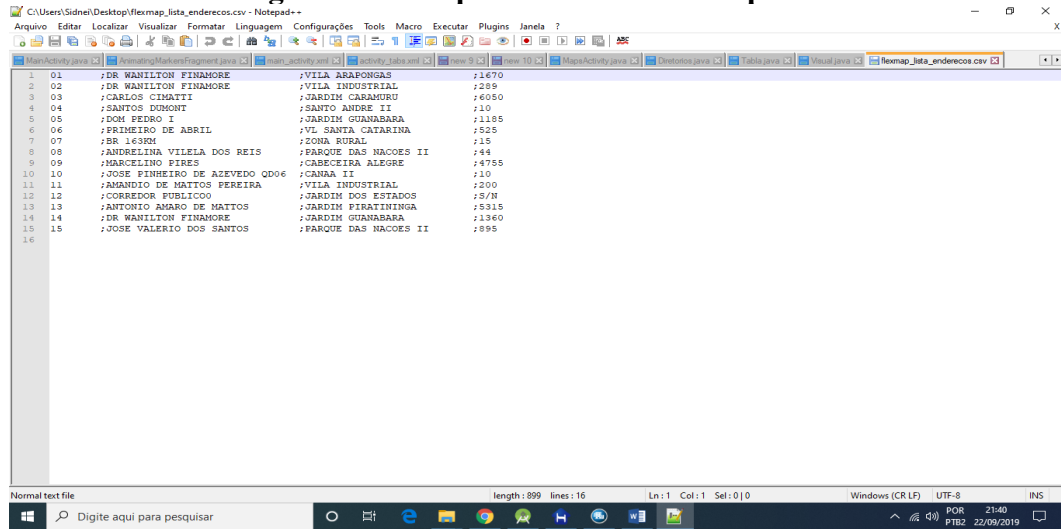 C:\Users\Sidnei\Desktop\flexmap_lista_enderecos.csv - Notepad++
Arquivo Editar Localizar Visualizar Formatar Linguagem Configurações Tools Macro Executar Plugins Janela ? X
MainActivity.java AnimatingMarkersFragment.java main_activity.xml activity_tabs.xml new 9 new 10 MapsActivity.java Diretorios.java Tabla.java Visual.java flexmap_lista_enderecos.csv
1 01 ;DR WANILTON FINAMORE ;VILA ARAPONGAS ;1670
2 02 ;DR WANILTON FINAMORE ;VILA INDUSTRIAL ;289
3 03 ;CARLOS CIMATTI ;JARDIM CARAMURU ;6050
4 04 ;SANTOS DUMONT ;SANTO ANDRE II ;10
5 05 ;DOM PEDRO I ;JARDIM GUANABARA ;1185
6 06 ;PRIMEIRO DE ABRIL ;VL SANTA CATARINA ;525
7 07 ;BR 163KM ;ZONA RURAL ;15
8 08 ;ANDRELINA VILELA DOS REIS ;PARQUE DAS NACOES II ;44
9 09 ;MARCELINO PIRES ;CABECEIRA ALEGRE ;4755
10 10 ;JOSE PINHEIRO DE AZEVEDO QD06 ;CANAA II ;10
11 11 ;AMANDIO DE MATTOS PEREIRA ;VILA INDUSTRIAL ;200
12 12 ;CORREDOR PUBLICO0 ;JARDIM DOS ESTADOS ;S/N
13 13 ;ANTONIO AMARO DE MATTOS ;JARDIM PIRATININGA ;5315
14 14 ;DR WANILTON FINAMORE ;JARDIM GUANABARA ;1360
15 15 ;JOSE VALERIO DOS SANTOS ;PARQUE DAS NACOES II ;895
16
Normal text file length : 899 lines : 16 Ln : 1 Col : 1 Sel : 0 | 0 Windows (CR LF) UTF-8 INS
Digite aqui para pesquisar
POR 21:40
PTB2 22/09/2019